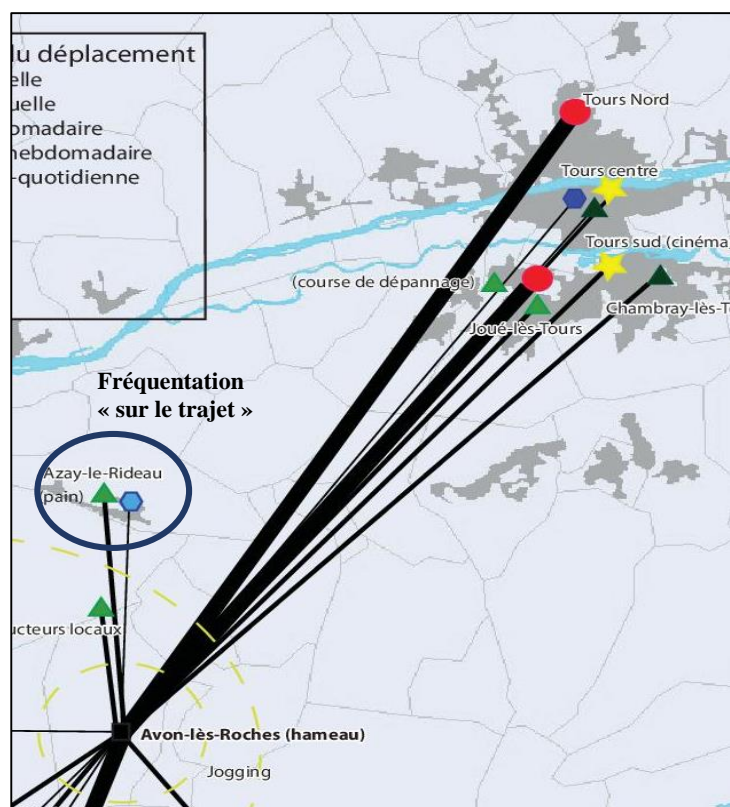 lu déplacement
elle
uelle
omadaire
hebdomadaire
-quotidienne
Tours Nord
Tours centre
Tours sud (cinéma)
(course de dépannage)
Chambray-lès-T
Joué-lès-Tours
Fréquentation
« sur le trajet »
Azay-le-Rideau
(pain)
ucteurs locaux
Avon-lès-Roches (hameau)
Jogging